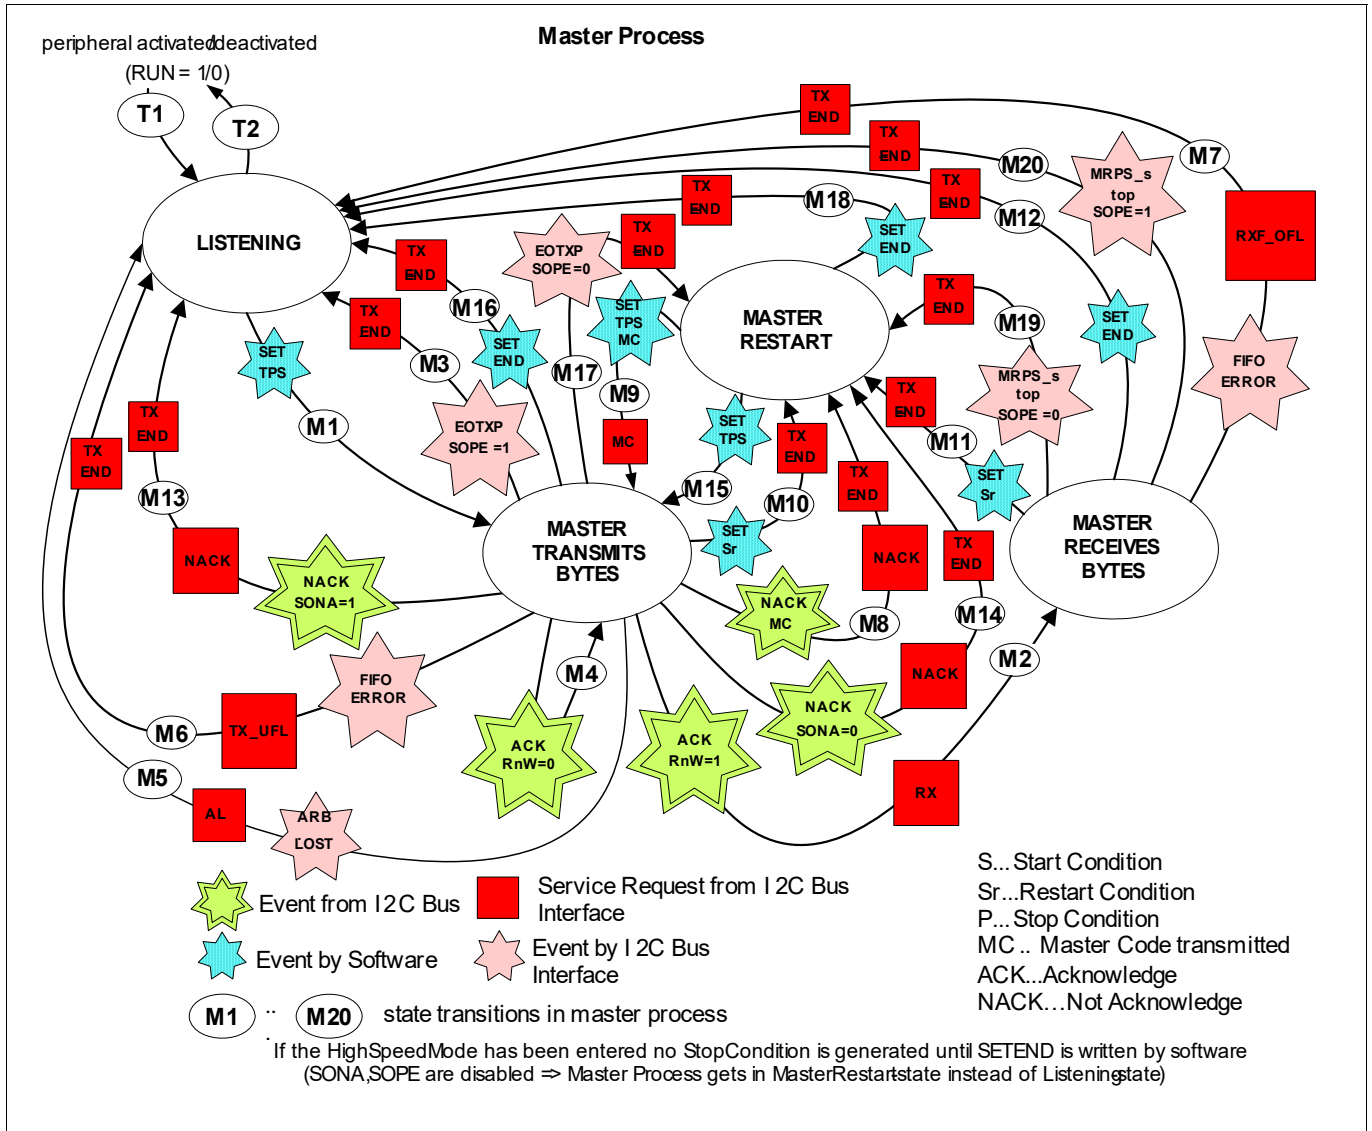 Master Process
peripheral activated/deactivated
(RUN = 1/0)
T1
T2
TX
END
M7
TX
END
M20
MRPS_s
top
SOPE=1
TX
END
M18
TX
END
M12
SET
END
RXF_OFL
LISTENING
TX
END
EOTXP
SOPE=0
TX
END
M16
SET
TPS
MC
MASTER
RESTART
TX
END
M19
SET
END
TX
END
SET
END
M3
M17
MRPS_s
top
SOPE=0
FIFO
ERROR
SET
TPS
M9
M1
EOTXP
SOPE=1
MC
SET
TPS
TX
END
TX
END
M11
TX
END
TX
END
M15
M10
TX
END
SET
Sr
M13
MASTER
TRANSMITS
BYTES
SET
Sr
MASTER
RECEIVES
BYTES
NACK
NACK
SONA=1
NACK
TX
END
NACK
MC
M8
M14
M4
M2
FIFO
ERROR
NACK
NACK
SONA=0
M6
TX_UFL
ACK
RnW=0
ACK
RnW=1
M5
RX
AL
ARB
LOST
Event from I2C Bus
Service Request from I2C Bus
Interface
Event by Software
Event by I2C Bus
Interface
M1
..
.
M20
state transitions in master process
S...Start Condition
Sr...Restart Condition
P...Stop Condition
MC .. Master Code transmitted
ACK...Acknowledge
NACK...Not Acknowledge
If the HighSpeedMode has been entered no StopCondition is generated until SETEND is written by software
(SONA,SOPE are disabled => Master Process gets in MasterRestart-state instead of Listening-state)